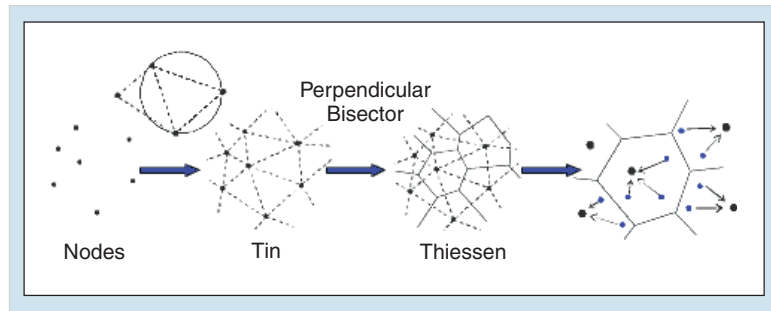 Perpendicular
Bisector
Nodes
Tin
Thiessen